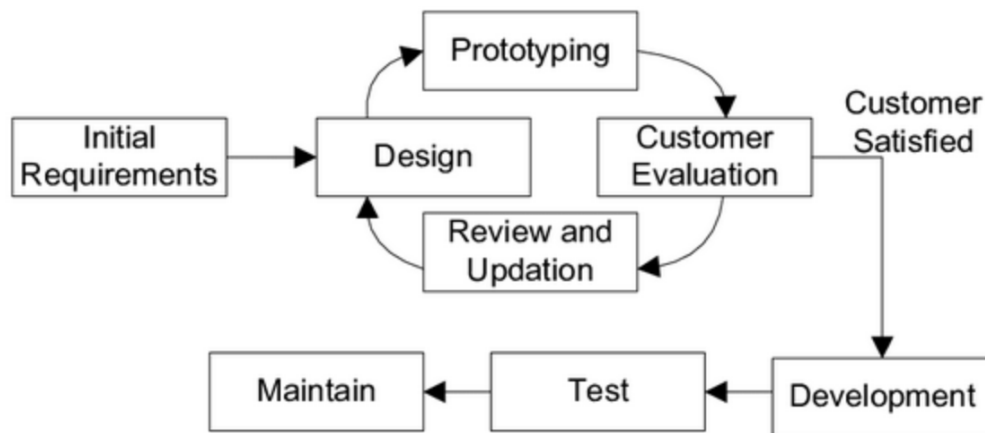 Prototyping
Customer
Satisfied
Initial
Requirements
Design
Customer
Evaluation
Review and
Updation
Maintain
Test
Development